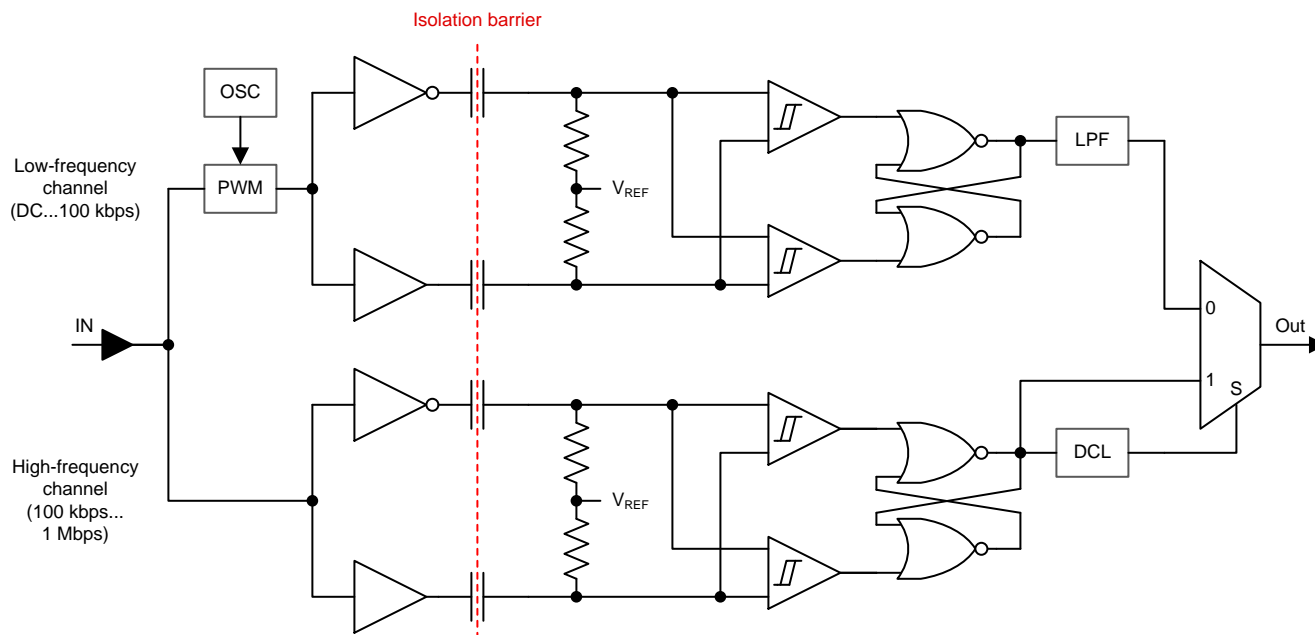 Isolation barrier
OSC
Low-frequency
channel
(DC...100 kbps)
PWM
VREF
LPF
IN
0
Out
1
S
High-frequency
channel
(100 kbps...
1 Mbps)
VREF
DCL